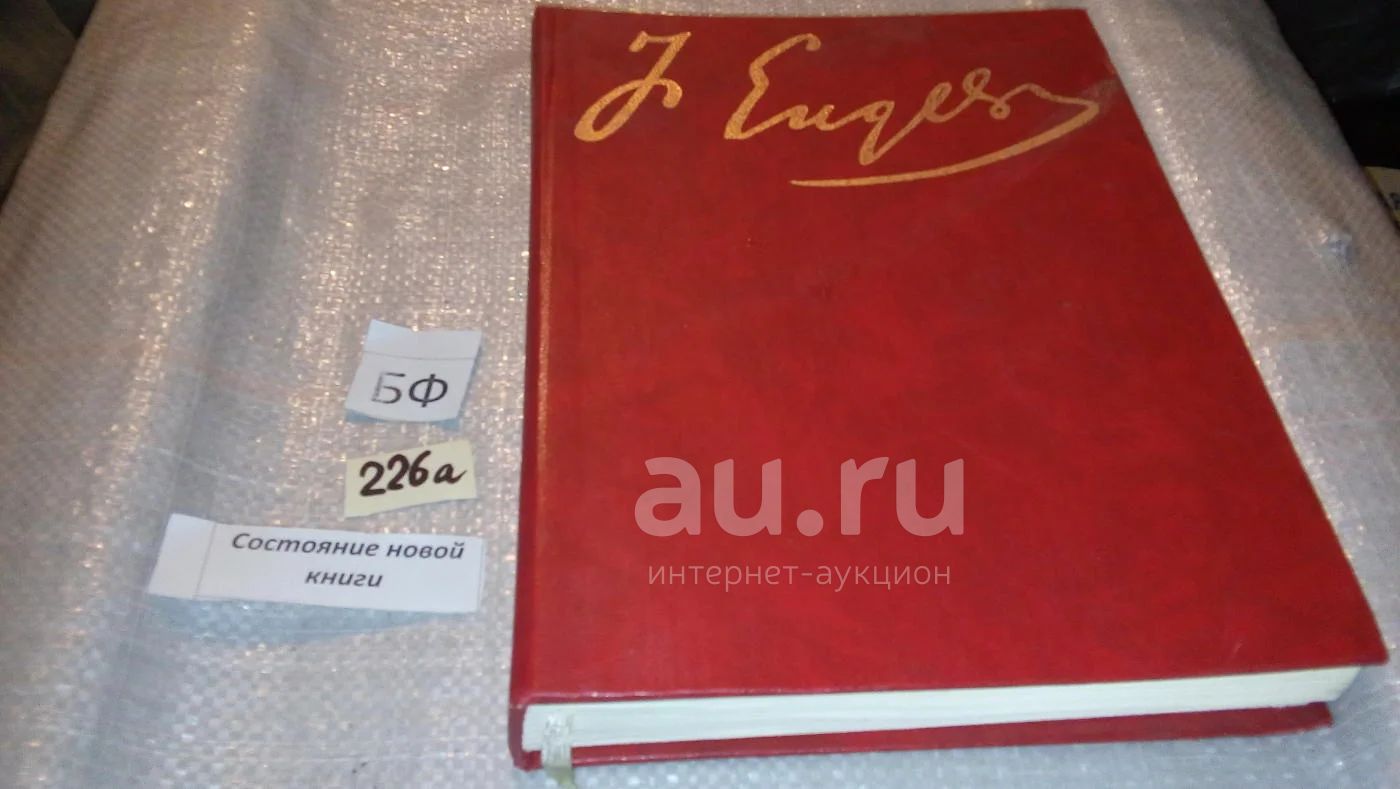 F Engels
БФ
226а
Состояние новой
книги
au.ru
интернет-аукцион